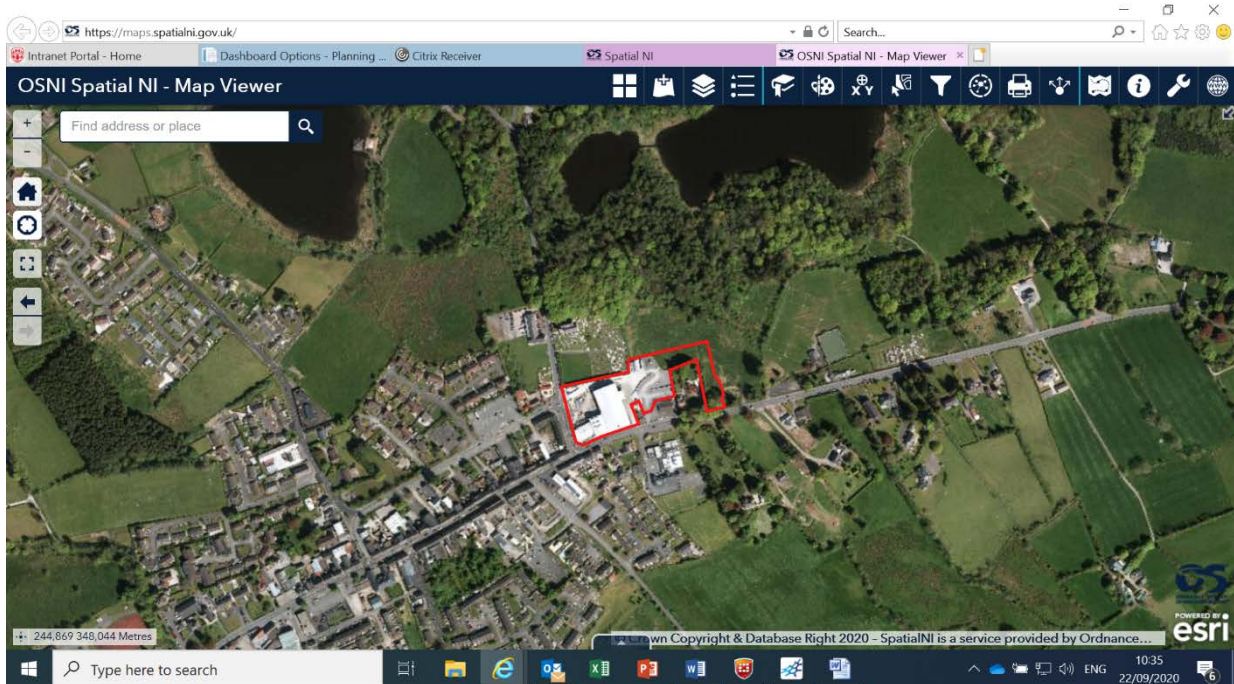 https://maps.spatialni.gov.uk/
Search...
Intranet Portal - Home
Dashboard Options - Planning ...
Citrix Receiver
Spatial NI
OSNI Spatial NI - Map Viewer
OSNI Spatial NI - Map Viewer
Find address or place
244,869 348,044 Metres
Crown Copyright & Database Right 2020 - SpatialNI is a service provided by Ordnance...
POWERED BY
esri
Type here to search
ENG
10:35
22/09/2020
6